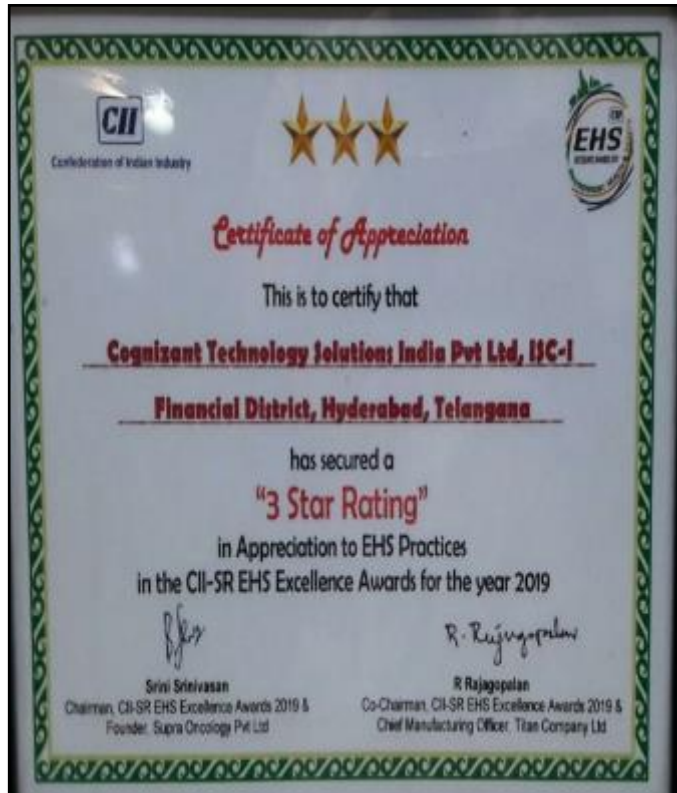 CII
Confederation of Indian Industry
EHS
Certificate of Appreciation
This is to certify that
Cognizant Technology Solutions India Pvt Ltd, ISC-I
Financial District, Hyderabad, Telangana
has secured a
“3 Star Rating”
in Appreciation to EHS Practices
in the CII-SR EHS Excellence Awards for the year 2019
R. Rajagopalan
Srini Srinivasan
Chairman, CII-SR EHS Excellence Awards 2019 &
Founder, Supra Oncology Pvt Ltd
R Rajagopalan
Co-Chairman, CII-SR EHS Excellence Awards 2019 &
Chief Manufacturing Officer, Titan Company Ltd